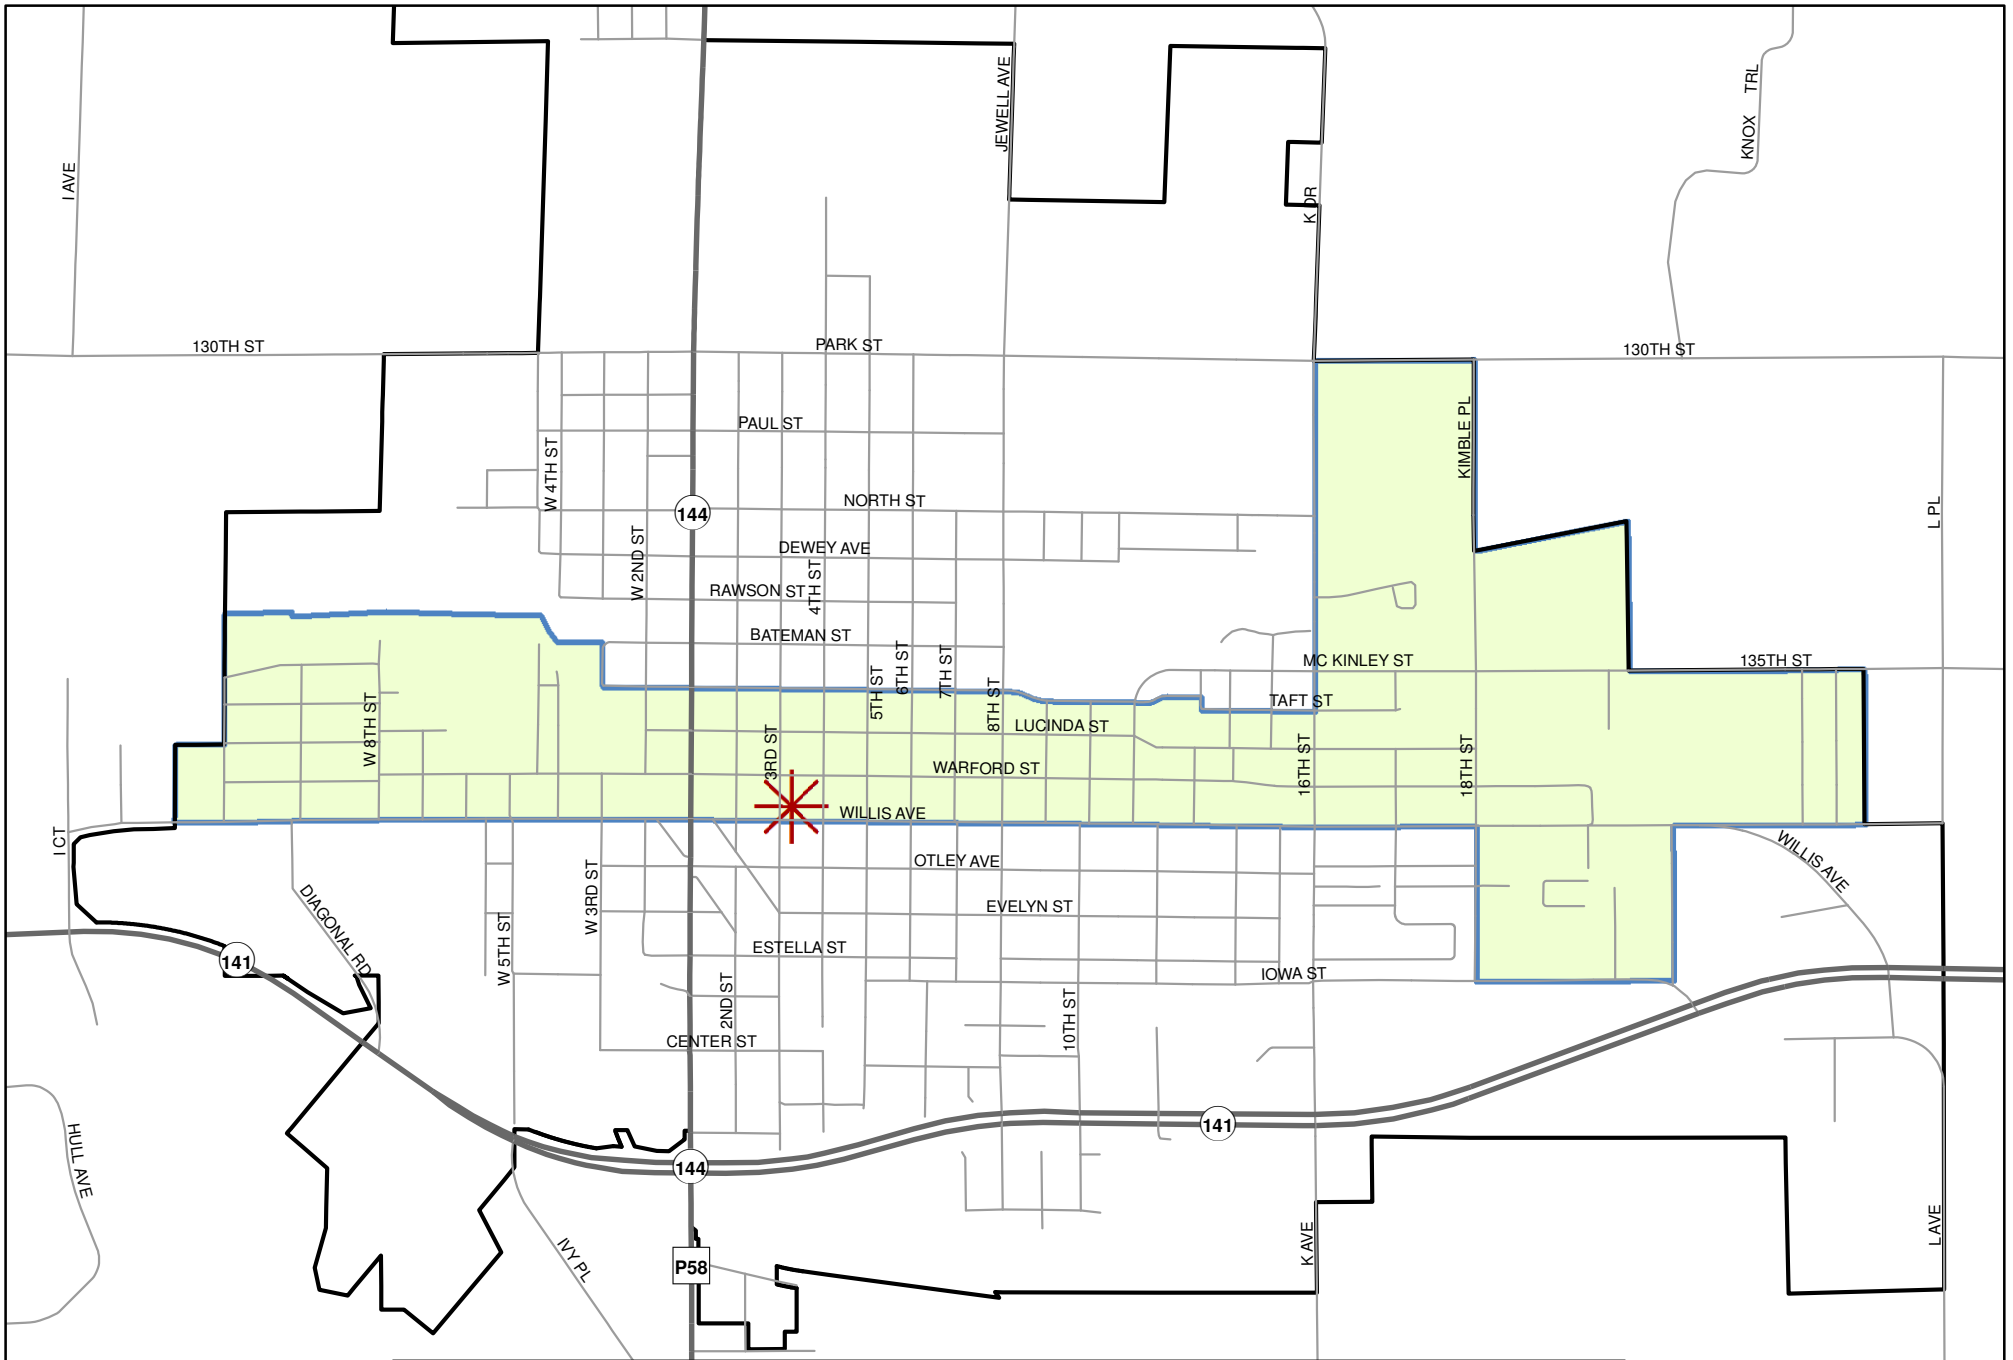 I AVE
JEWELL AVE
KNOX TRL
K DR
130TH ST
PARK ST
130TH ST
PAUL ST
KIMBLE PL
W 4TH ST
NORTH ST
144
L PL
W 2ND ST
DEWEY AVE
4TH ST
RAWSON ST
BATEMAN ST
6TH ST
7TH ST
5TH ST
8TH ST
MC KINLEY ST
135TH ST
TAFT ST
W 8TH ST
LUCINDA ST
3RD ST
16TH ST
18TH ST
WARFORD ST
WILLIS AVE
I CT
OTLEY AVE
WILLIS AVE
W 3RD ST
DIAGONAL RD
EVELYN ST
W 5TH ST
ESTELLA ST
141
IOWA ST
2ND ST
10TH ST
CENTER ST
141
HULL AVE
144
K AVE
L AVE
IVY PL
P58